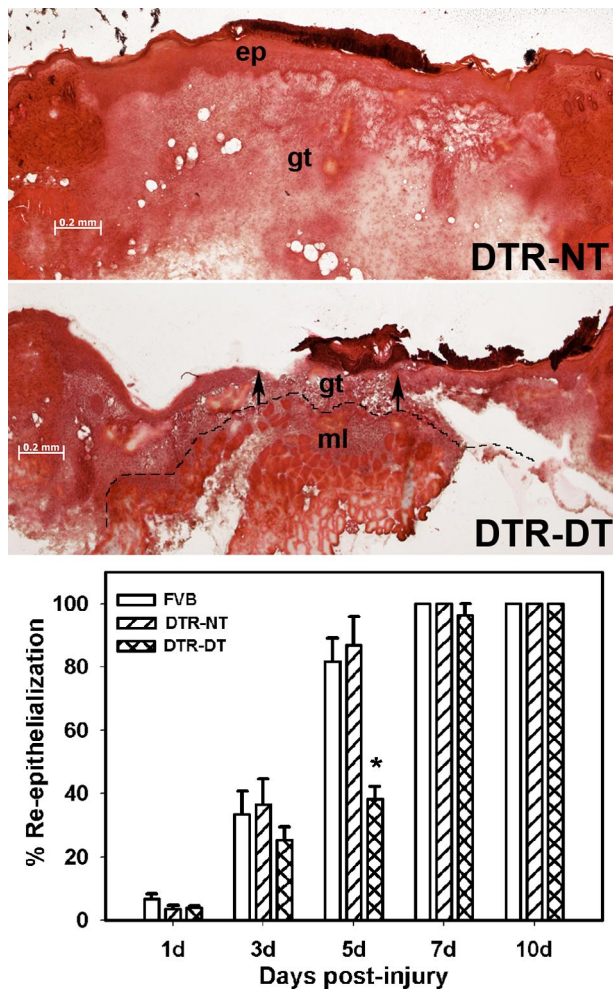 ep
gt
0.2 mm
DTR-NT
gt
ml
0.2 mm
DTR-DT
FVB
DTR-NT
DTR-DT
100
80
60
40
20
0
*
% Re-epithelialization
1d 3d 5d 7d 10d
Days post-injury